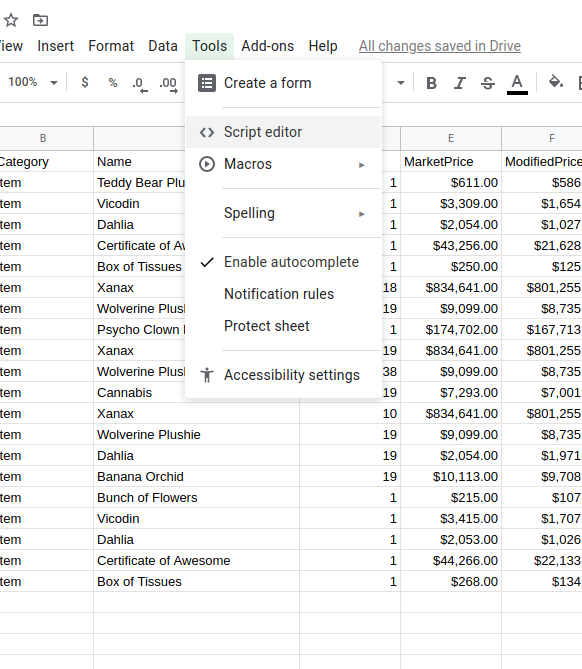 View Insert Format Data Tools Add-ons Help All changes saved in Drive
100% $ % .0 .00 B I S A
Create a form
Script editor
Macros
Spelling
Enable autocomplete
Notification rules
Protect sheet
Accessibility settings
B E F
Category Name MarketPrice ModifiedPrice
tem Teddy Bear Plu 1 $611.00 $586
tem Vicodin 1 $3,309.00 $1,654
tem Dahlia 1 $2,054.00 $1,027
tem Certificate of Aw 1 $43,256.00 $21,628
tem Box of Tissues 1 $250.00 $125
tem Xanax 18 $834,641.00 $801,255
tem Wolverine Plush 19 $9,099.00 $8,735
tem Psycho Clown 1 $174,702.00 $167,713
tem Xanax 19 $834,641.00 $801,255
tem Wolverine Plush 38 $9,099.00 $8,735
tem Cannabis 19 $7,293.00 $7,001
tem Xanax 10 $834,641.00 $801,255
tem Wolverine Plushie 19 $9,099.00 $8,735
tem Dahlia 19 $2,054.00 $1,971
tem Banana Orchid 19 $10,113.00 $9,708
tem Bunch of Flowers 1 $215.00 $107
tem Vicodin 1 $3,415.00 $1,707
tem Dahlia 1 $2,053.00 $1,026
tem Certificate of Awesome 1 $44,266.00 $22,133
tem Box of Tissues 1 $268.00 $134